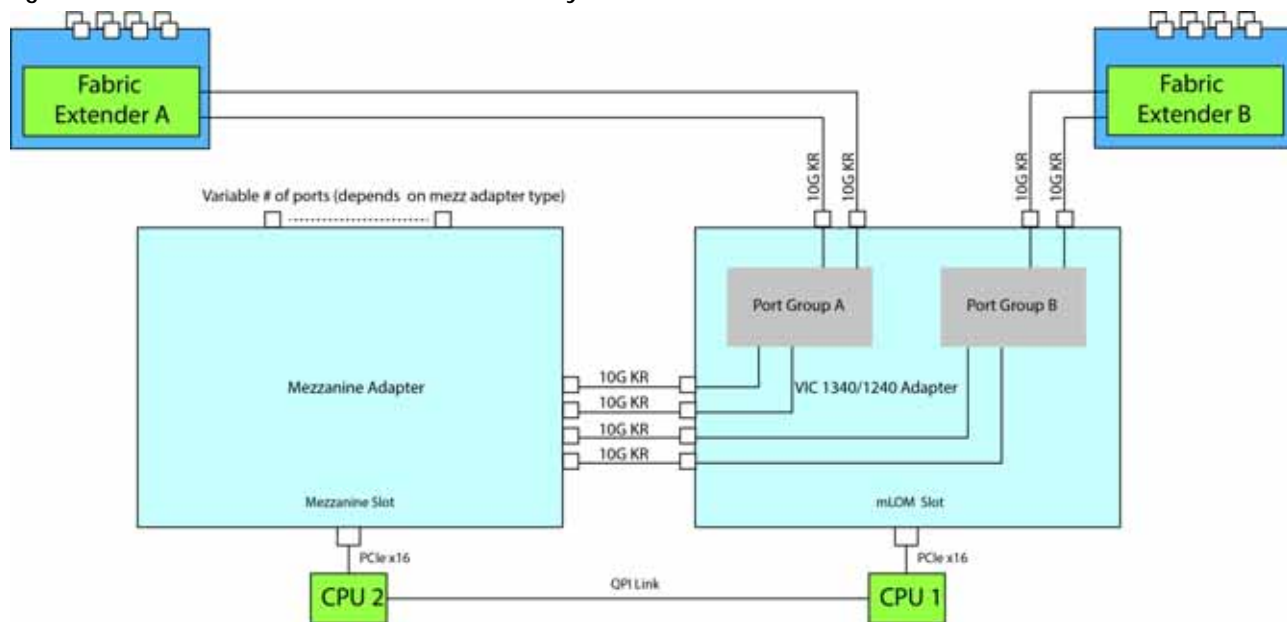 Fabric
Extender A
Fabric
Extender B
10G KR
10G KR
10G KR
10G KR
Variable # of ports (depends on mezz adapter type)
Port Group A
Port Group B
Mezzanine Adapter
10G KR
10G KR
10G KR
10G KR
VIC 1340/1240 Adapter
Mezzanine Slot
mLOM Slot
PCIe x16
PCIe x16
CPU 2
QPI Link
CPU 1